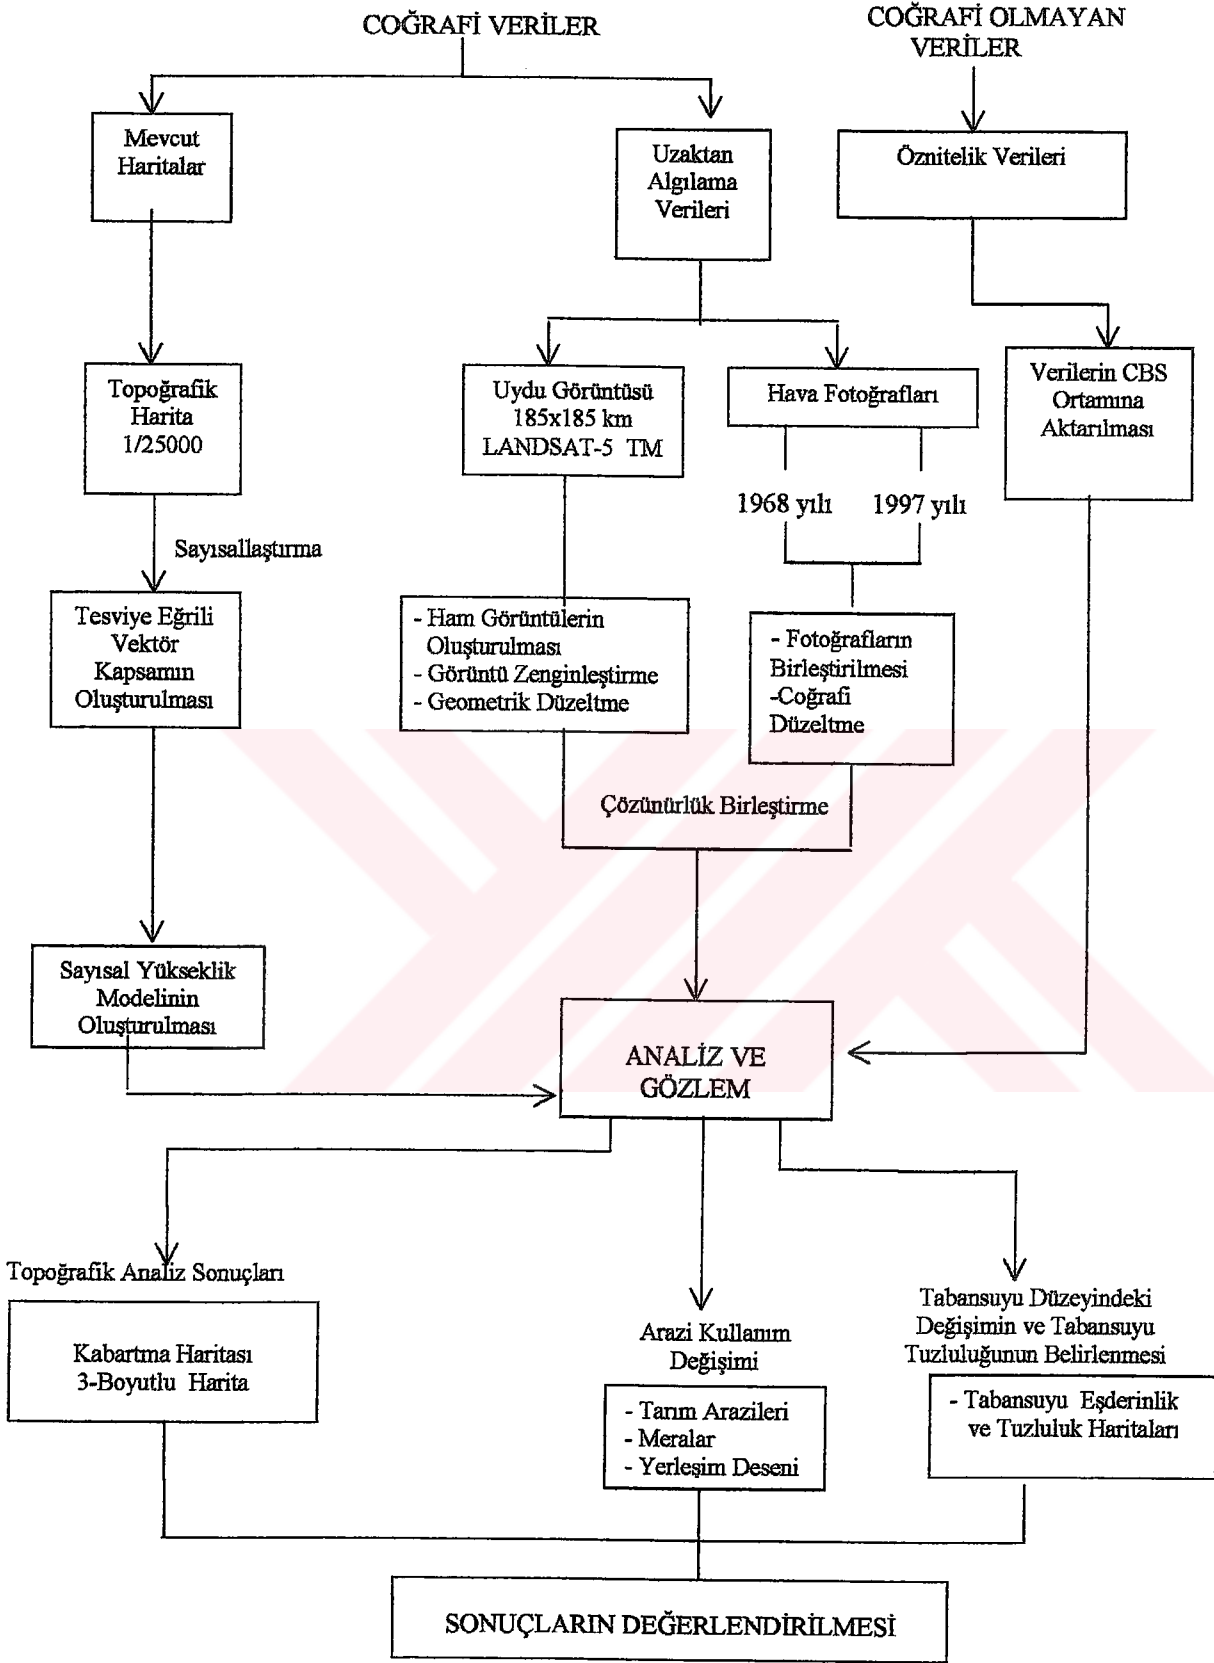 COĞRAFİ VERİLER
COĞRAFİ OLMAYAN
VERİLER
Mevcut
Haritalar
Uzaktan
Algılama
Verileri
Öznitelik Verileri
Topoğrafik
Harita
1/25000
Uydu Görüntüsü
185x185 km
LANDSAT-5 TM
Hava Fotoğrafları
Verilerin CBS
Ortamına
Aktarılması
1968 yılı
1997 yılı
Sayısallaştırma
Tesviye Eğrili
Vektör
Kapsamın
Oluşturulması
- Ham Görüntülerin
Oluşturulması
- Görüntü Zenginleştirme
- Geometrik Düzeltme
- Fotoğrafların
Birleştirilmesi
-Coğrafi
Düzeltme
Çözünürlük Birleştirme
Sayısal Yükseklik
Modelinin
Oluşturulması
ANALİZ VE
GÖZLEM
Topoğrafik Analiz Sonuçları
Kabartma Haritası
3-Boyutlu Harita
Arazi Kullanım
Değişimi
- Tarım Arazileri
- Meralar
- Yerleşim Deseni
Tabansuyu Düzeyindeki
Değişimin ve Tabansuyu
Tuzluluğunun Belirlenmesi
- Tabansuyu Eşderinlik
ve Tuzluluk Haritaları
SONUÇLARIN DEĞERLENDİRİLMESİ